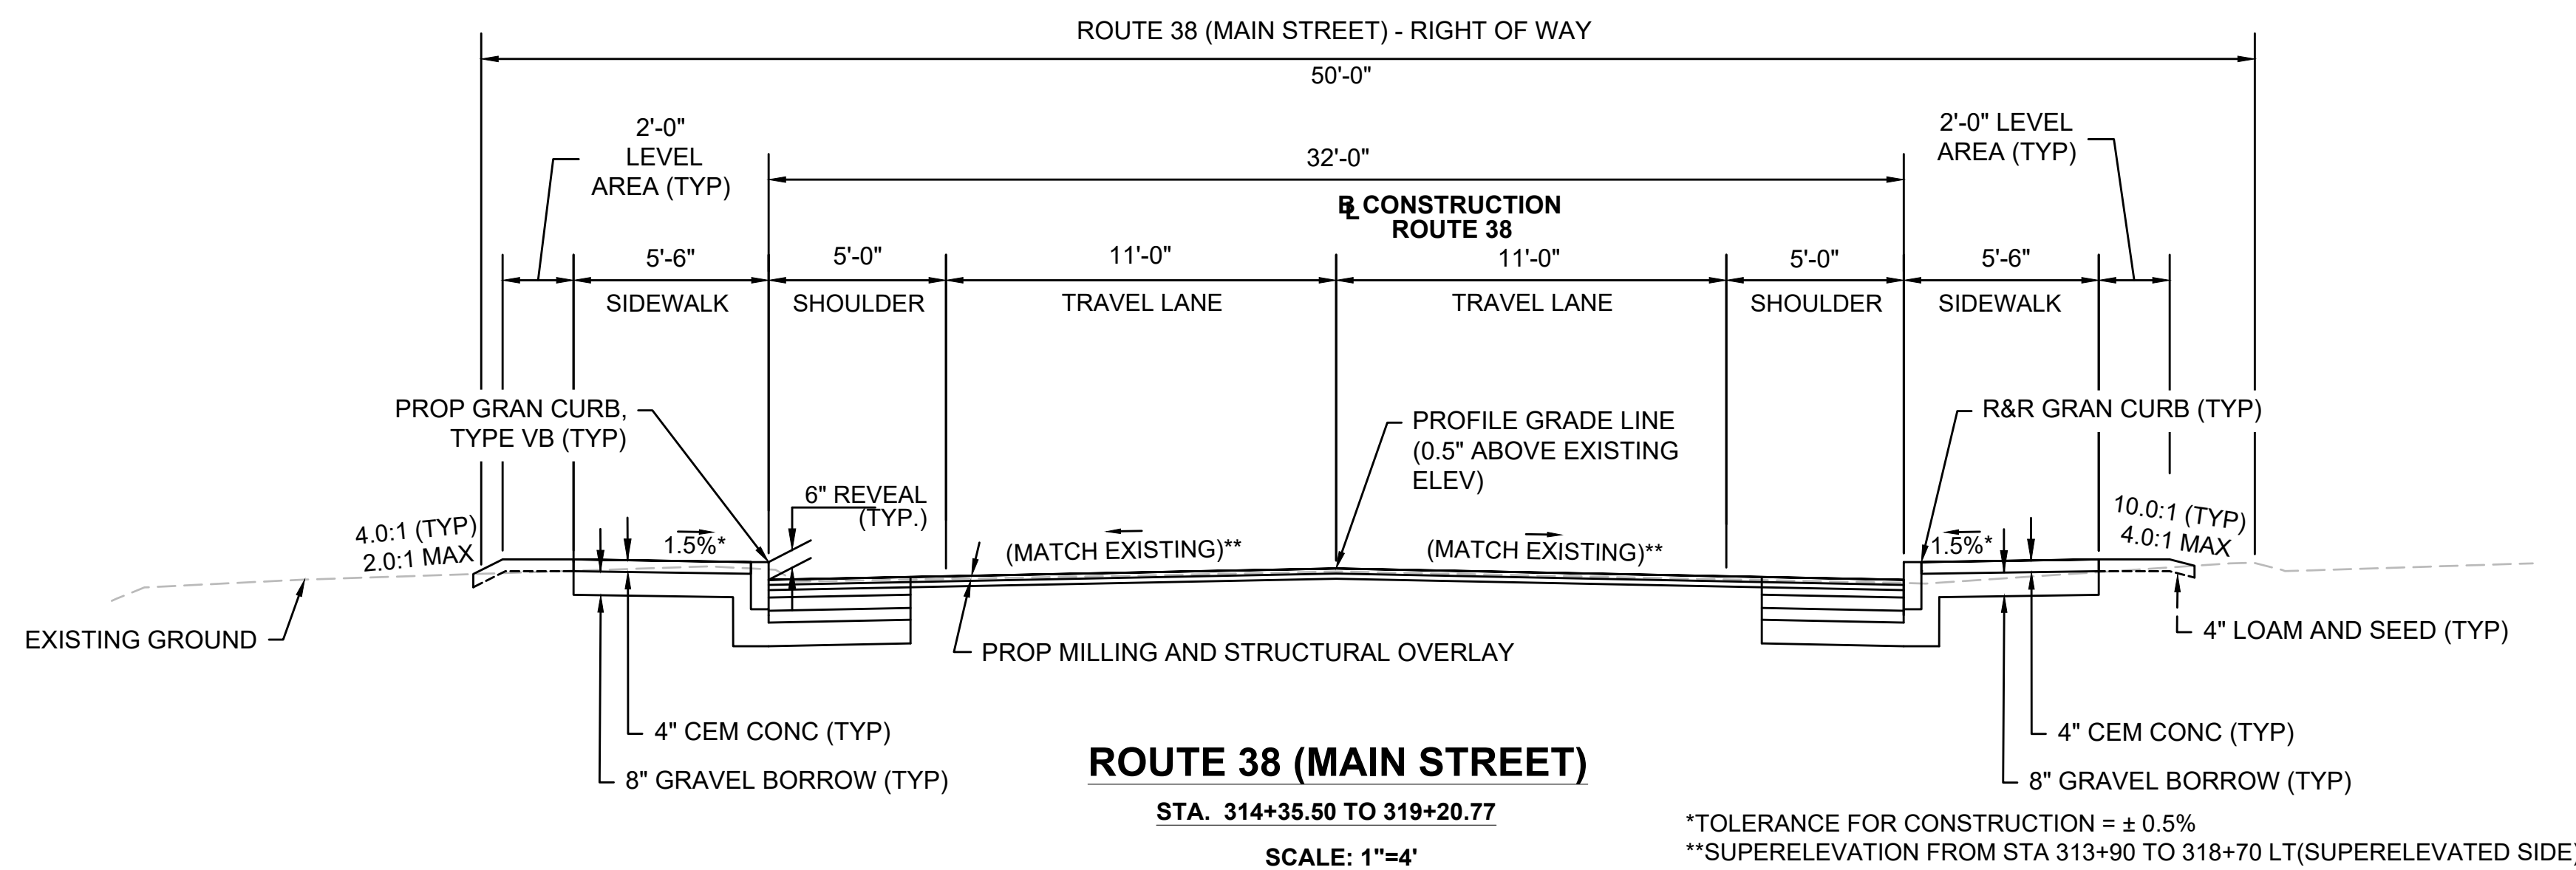 ROUTE 38 (MAIN STREET) - RIGHT OF WAY
50'-0"
2'-0"
LEVEL
AREA (TYP)
2'-0" LEVEL
AREA (TYP)
32'-0"
BL CONSTRUCTION
ROUTE 38
5'-6"
5'-0"
11'-0"
11'-0"
5'-0"
5'-6"
SIDEWALK
SHOULDER
TRAVEL LANE
TRAVEL LANE
SHOULDER
SIDEWALK
PROP GRAN CURB,
TYPE VB (TYP)
PROFILE GRADE LINE
(0.5" ABOVE EXISTING
ELEV)
R&R GRAN CURB (TYP)
6" REVEAL
(TYP.)
4.0:1 (TYP)
2.0:1 MAX
1.5%*
(MATCH EXISTING)**
(MATCH EXISTING)**
1.5%*
10.0:1 (TYP)
4.0:1 MAX
EXISTING GROUND
PROP MILLING AND STRUCTURAL OVERLAY
4" LOAM AND SEED (TYP)
4" CEM CONC (TYP)
8" GRAVEL BORROW (TYP)
4" CEM CONC (TYP)
8" GRAVEL BORROW (TYP)
ROUTE 38 (MAIN STREET)
STA. 314+35.50 TO 319+20.77
SCALE: 1"=4'
*TOLERANCE FOR CONSTRUCTION = ± 0.5%
**SUPERELEVATION FROM STA 313+90 TO 318+70 LT(SUPERELEVATED SIDE)